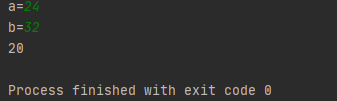 a=24
b=32
20
Process finished with exit code 0